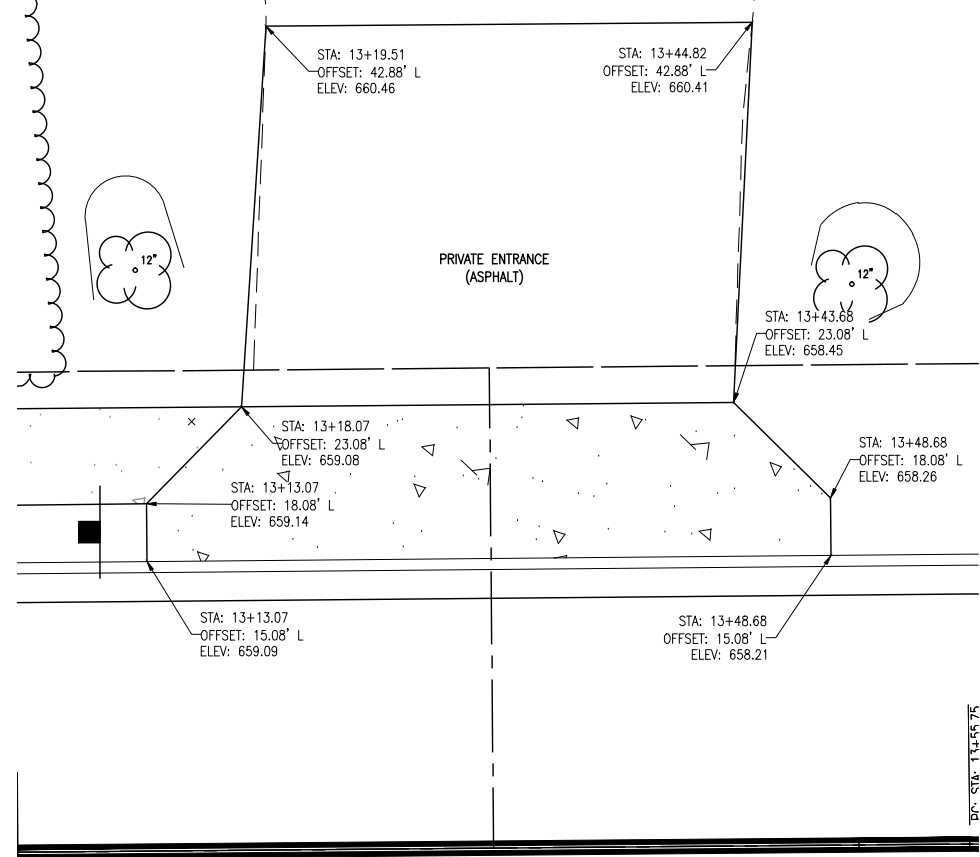 STA: 13+19.51
OFFSET: 42.88' L
ELEV: 660.46
STA: 13+44.82
OFFSET: 42.88' L
ELEV: 660.41
12"
PRIVATE ENTRANCE
(ASPHALT)
12"
STA: 13+43.68
OFFSET: 23.08' L
ELEV: 658.45
STA: 13+18.07
OFFSET: 23.08' L
ELEV: 659.08
STA: 13+48.68
OFFSET: 18.08' L
ELEV: 658.26
STA: 13+13.07
OFFSET: 18.08' L
ELEV: 659.14
STA: 13+13.07
OFFSET: 15.08' L
ELEV: 659.09
STA: 13+48.68
OFFSET: 15.08' L
ELEV: 658.21
PC: STA: 13+55.75